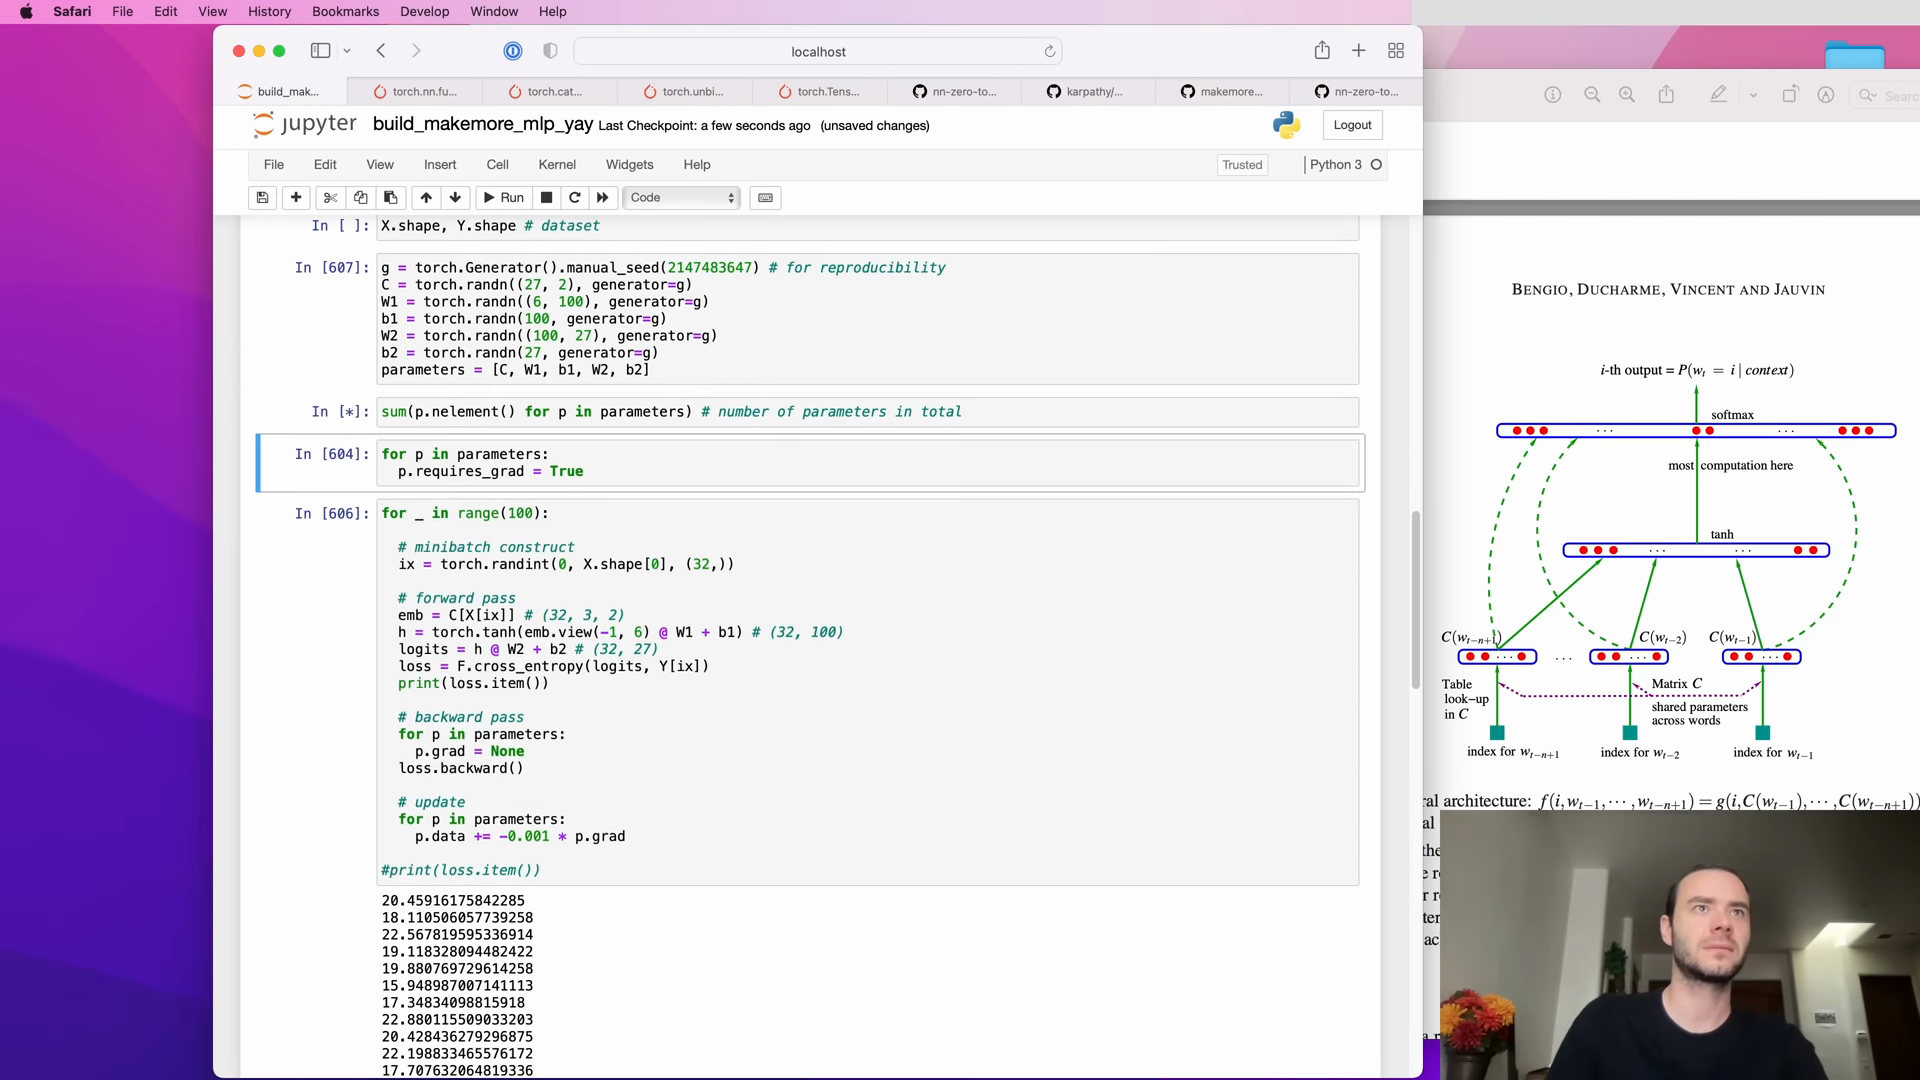 Safari File Edit View History Bookmarks Develop Window Help
localhost
build_mak... torch.nn.fu... torch.cat... torch.unbi... torch.Tens... nn-zero-to... karpathy/... makemore... nn-zero-to...
jupyter build_makemore_mlp_yay Last Checkpoint: a few seconds ago (unsaved changes)
Logout
File Edit View Insert Cell Kernel Widgets Help
Trusted Python 3
Run Code
In [ ]: X.shape, Y.shape # dataset
In [607]: g = torch.Generator().manual_seed(2147483647) # for reproducibility
C = torch.randn((27, 2), generator=g)
W1 = torch.randn((6, 100), generator=g)
b1 = torch.randn(100, generator=g)
W2 = torch.randn((100, 27), generator=g)
b2 = torch.randn(27, generator=g)
parameters = [C, W1, b1, W2, b2]
In [*]: sum(p.nelement() for p in parameters) # number of parameters in total
In [604]: for p in parameters:
p.requires_grad = True
In [606]: for _ in range(100):
# minibatch construct
ix = torch.randint(0, X.shape[0], (32,))
# forward pass
emb = C[X[ix]] # (32, 3, 2)
h = torch.tanh(emb.view(-1, 6) @ W1 + b1) # (32, 100)
logits = h @ W2 + b2 # (32, 27)
loss = F.cross_entropy(logits, Y[ix])
print(loss.item())
# backward pass
for p in parameters:
p.grad = None
loss.backward()
# update
for p in parameters:
p.data += -0.001 * p.grad
#print(loss.item())
20.45916175842285
18.110506057739258
22.567819595336914
19.118328094482422
19.880769729614258
15.948987007141113
17.34834098815918
22.880115509033203
20.428436279296875
22.198833465576172
17.707632064819336
Search
BENGIO, DUCHARME, VINCENT AND JAUVIN
i-th output = P(w_t = i | context)
softmax
... ... 
most computation here
tanh
... ...
C(w_{t−n+1}) C(w_{t−2}) C(w_{t−1})
... ... ... ...
Table
look−up
in C
Matrix C
shared parameters
across words
index for w_{t−n+1} index for w_{t−2} index for w_{t−1}
ral architecture: f(i,w_{t−1},···,w_{t−n+1}) = g(i,C(w_{t−1}),···,C(w_{t−n+1}))